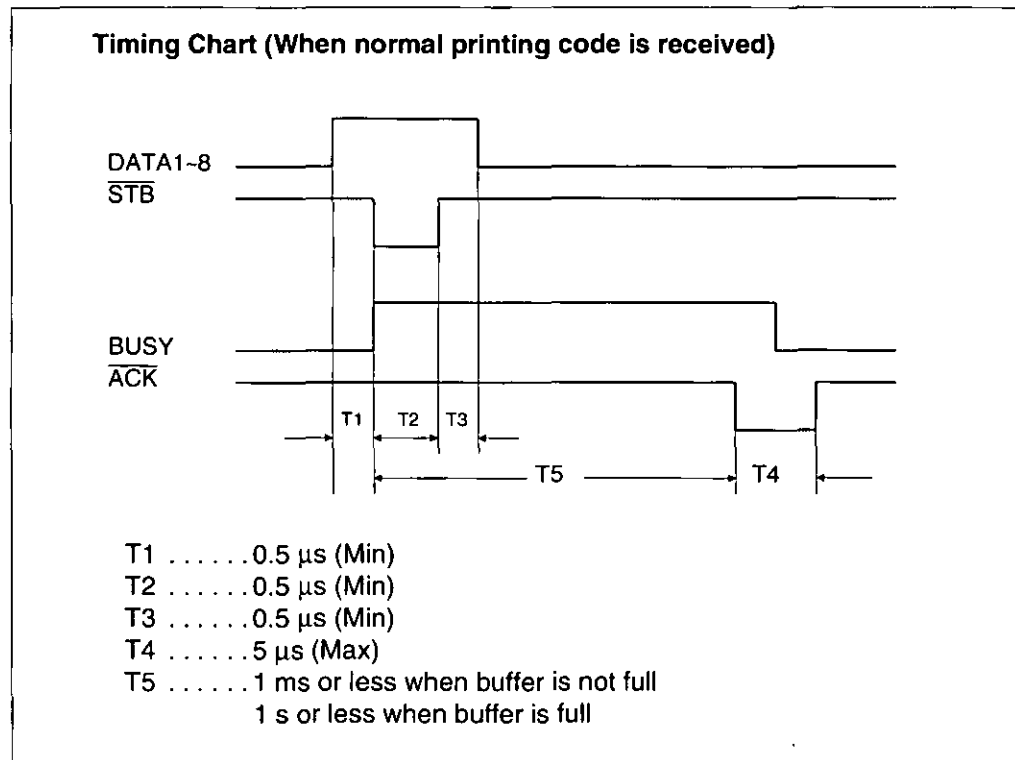 Timing Chart (When normal printing code is received)
DATA1~8
STB
BUSY
ACK
T1 T2 T3
T5 T4
T1 ......0.5 µs (Min)
T2 ......0.5 µs (Min)
T3 ......0.5 µs (Min)
T4 ......5 µs (Max)
T5 ......1 ms or less when buffer is not full
1 s or less when buffer is full